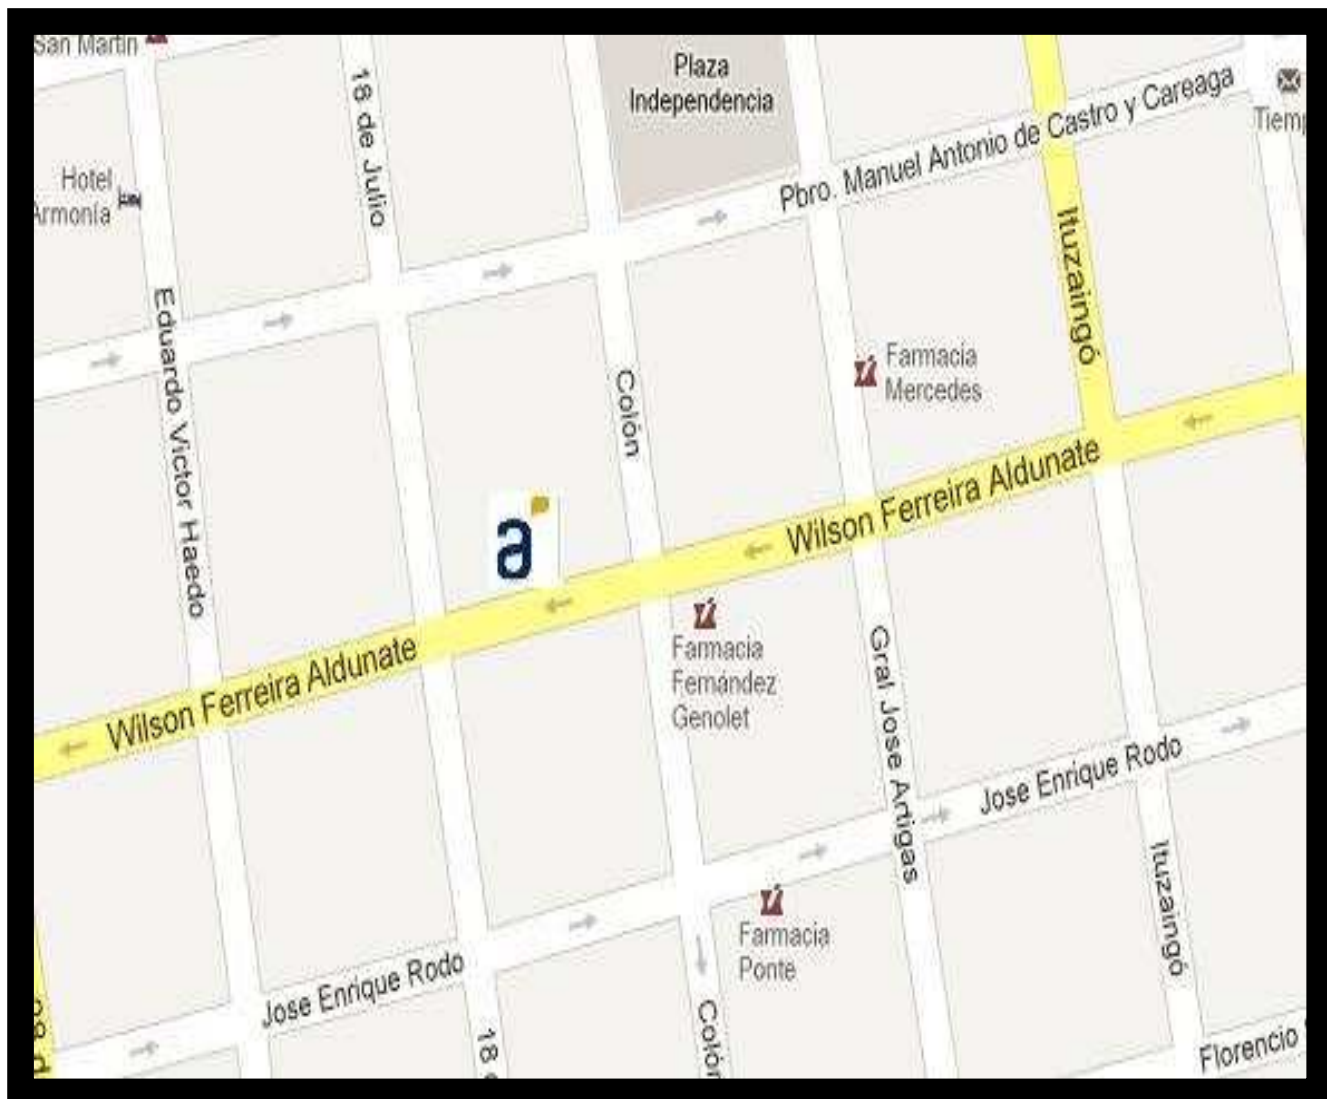 San Martín
Plaza
Independencia
18 de Julio
Pbro. Manuel Antonio de Castro y Careaga
Hotel
Armonía
Ituzaingó
Eduardo Victor Haedo
Colón
Farmacia
Mercedes
a
Wilson Ferreira Aldunate
Farmacia
Fernández
Genolet
Wilson Ferreira Aldunate
Gral Jose Artigas
Jose Enrique Rodo
Ituzaingó
Farmacia
Ponte
Jose Enrique Rodo
18
Colón
Florencio